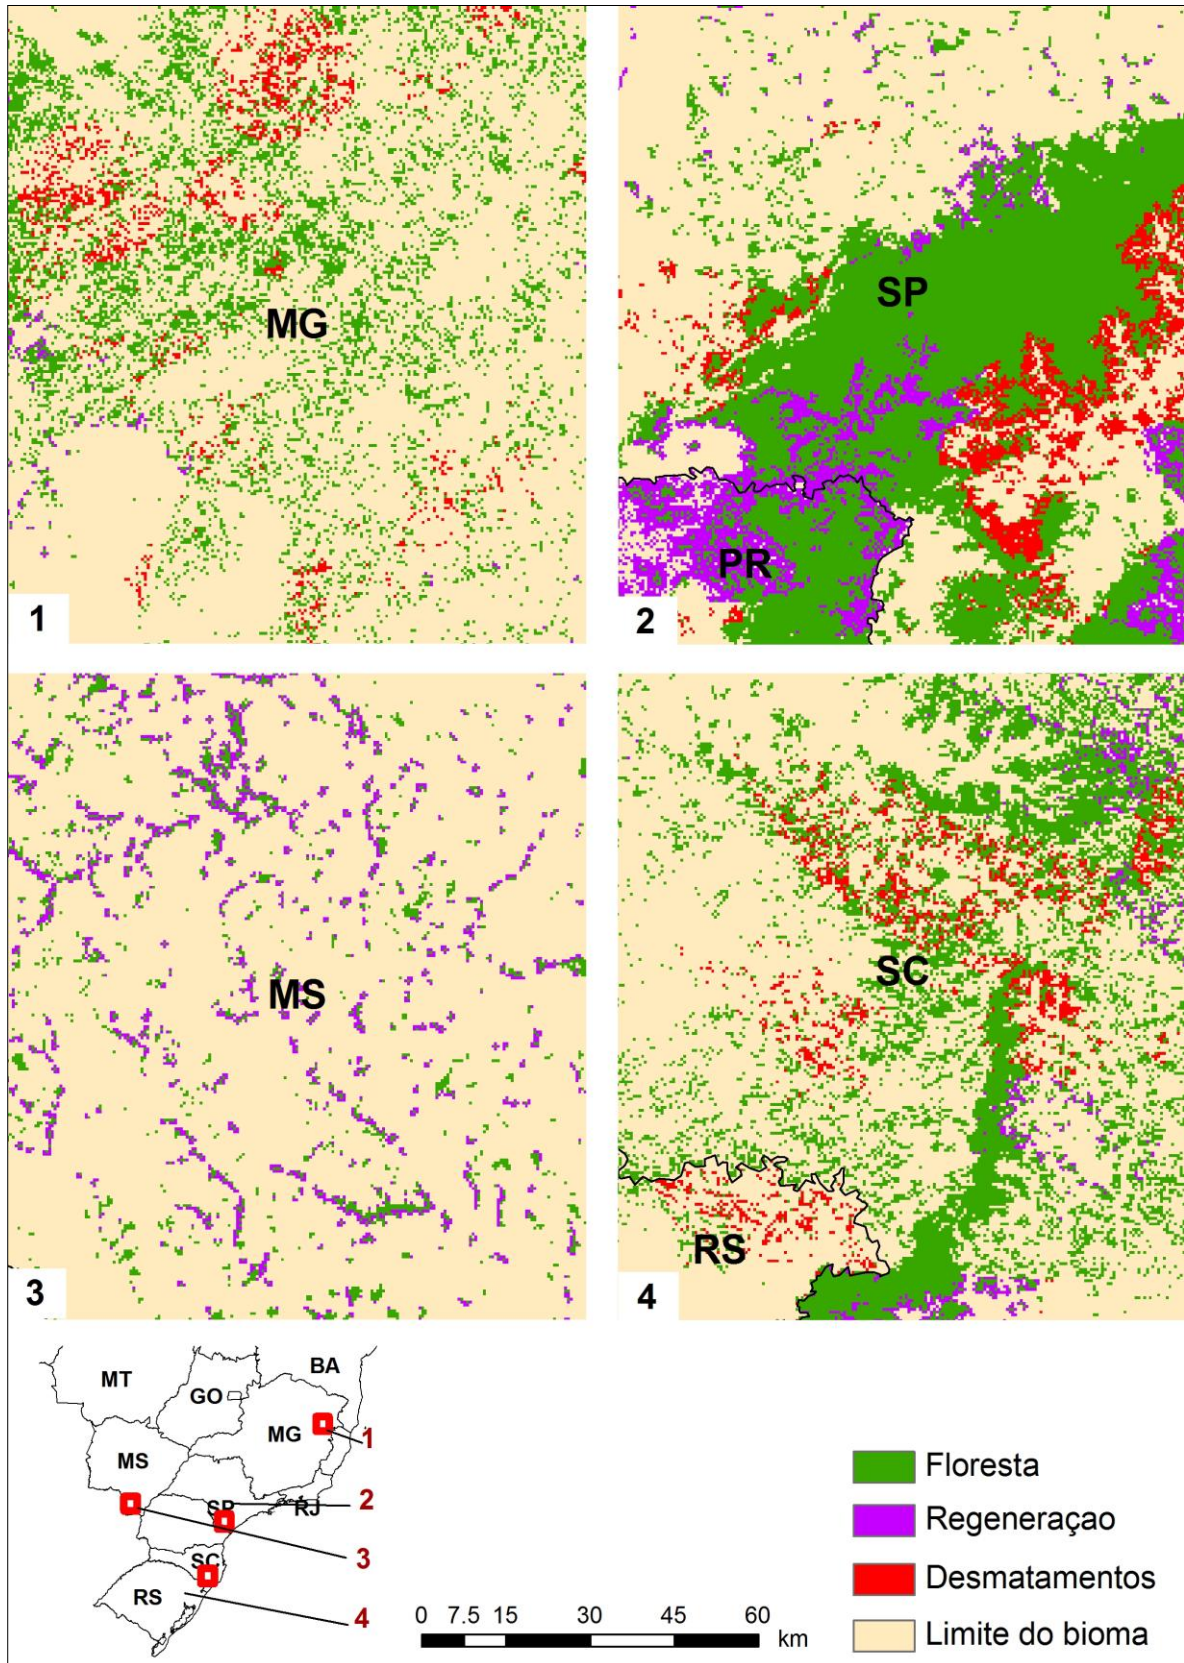 MG
1
SP
PR
2
MS
3
SC
RS
4
MT
GO
BA
MG
1
MS
SP
RJ
2
3
SC
RS
4
0 7.5 15 30 45 60
km
Floresta
Regeneraçao
Desmatamentos
Limite do bioma